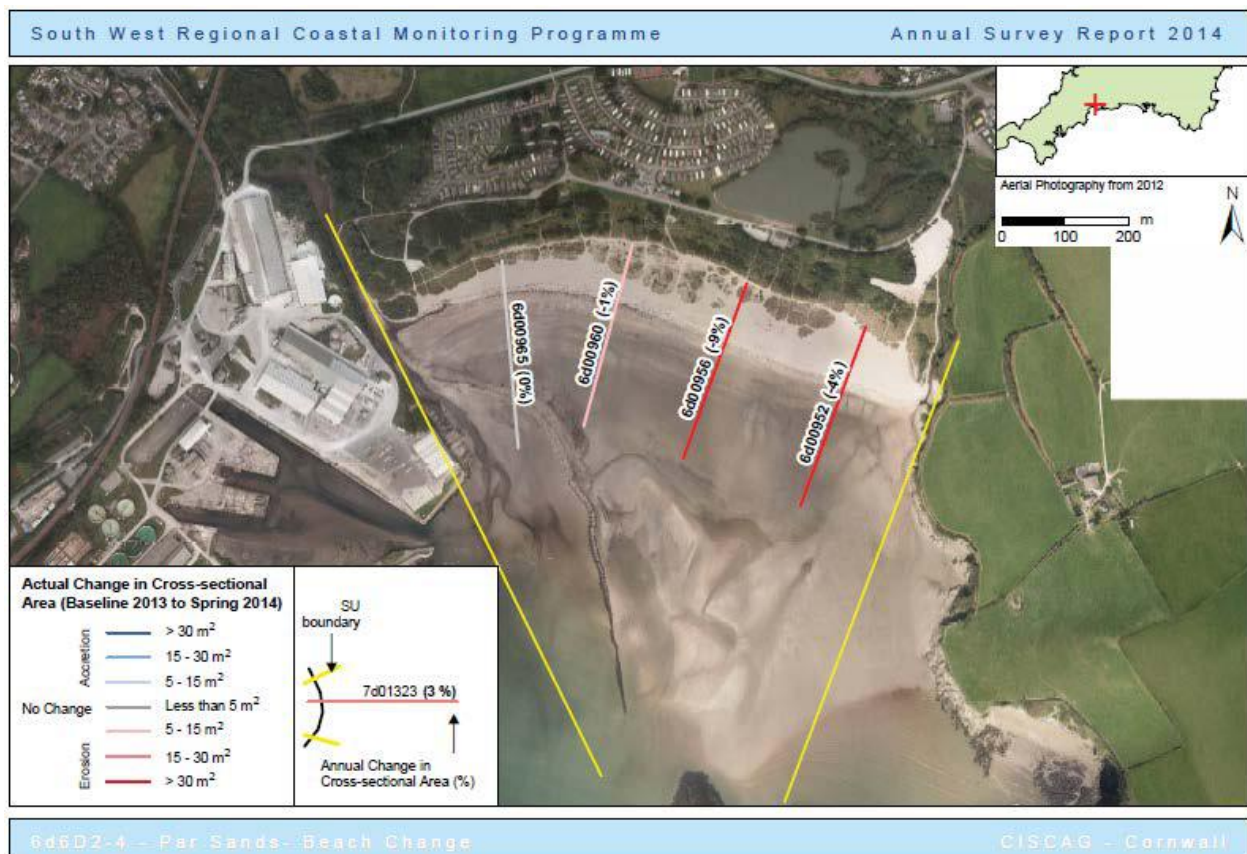 South West Regional Coastal Monitoring Programme
Annual Survey Report 2014
Aerial Photography from 2012
N
m
0 100 200
6d00965 (0%)
6d00960 (-1%)
6d00956 (-9%)
6d00952 (-4%)
Actual Change in Cross-sectional
Area (Baseline 2013 to Spring 2014)
Accretion
> 30 m²
15 - 30 m²
5 - 15 m²
No Change
Less than 5 m²
Erosion
5 - 15 m²
15 - 30 m²
> 30 m²
SU
boundary
7d01323 (3 %)
Annual Change in
Cross-sectional Area (%)
6d6D2-4 - Par Sands- Beach Change
CISCAG - Cornwall